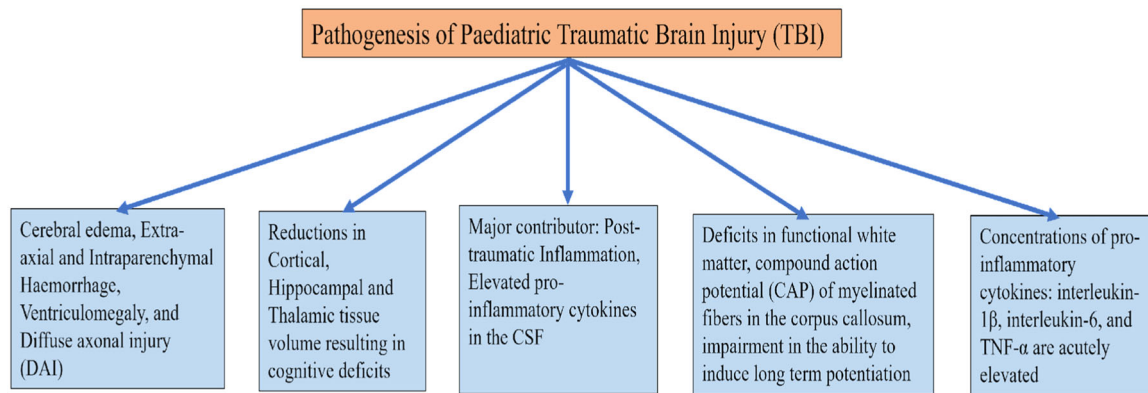 Pathogenesis of Paediatric Traumatic Brain Injury (TBI)
Cerebral edema, Extra-
axial and Intraparenchymal
Haemorrhage,
Ventriculomegaly, and
Diffuse axonal injury
(DAI)
Reductions in
Cortical,
Hippocampal and
Thalamic tissue
volume resulting in
cognitive deficits
Major contributor: Post-
traumatic Inflammation,
Elevated pro-
inflammatory cytokines
in the CSF
Deficits in functional white
matter, compound action
potential (CAP) of myelinated
fibers in the corpus callosum,
impairment in the ability to
induce long term potentiation
Concentrations of pro-
inflammatory
cytokines: interleukin-
1β, interleukin-6, and
TNF-α are acutely
elevated